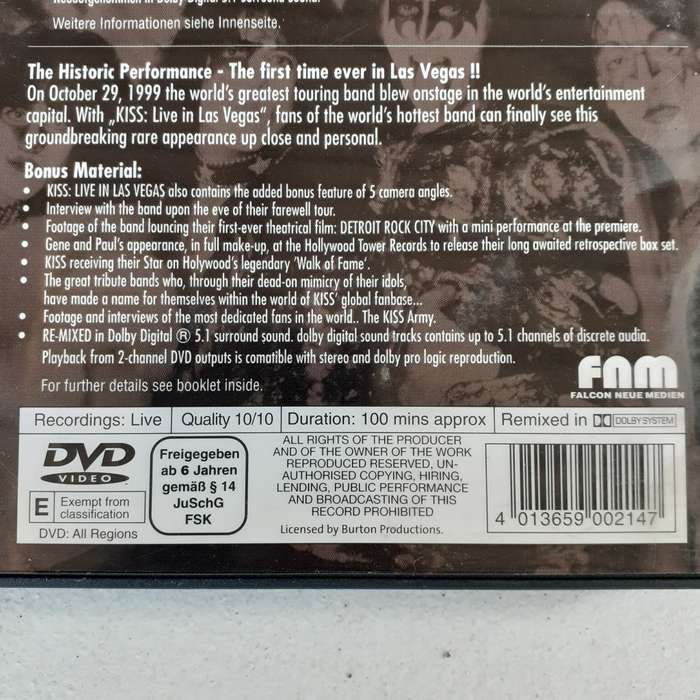 Weitere Informationen siehe Innenseite.
The Historic Performance - The first time ever in Las Vegas !!
On October 29, 1999 the world's greatest touring band blew onstage in the world's entertainment
capital. With „KISS: Live in Las Vegas“, fans of the world's hottest band can finally see this
groundbreaking rare appearance up close and personal.
Bonus Material:
• KISS: LIVE IN LAS VEGAS also contains the added bonus feature of 5 camera angles.
• Interview with the band upon the eve of their farewell tour.
• Footage of the band louncing their first-ever theatrical film: DETROIT ROCK CITY with a mini performance at the premiere.
• Gene and Paul's appearance, in full make-up, at the Hollywood Tower Records to release their long awaited retrospective box set.
• KISS receiving their Star on Holywood's legendary 'Walk of Fame'.
• The great tribute bands who, through their dead-on mimicry of their idols,
have made a name for themselves within the world of KISS' global fanbase...
• Footage and interviews of the most dedicated fans in the world.. The KISS Army.
• RE-MIXED in Dolby Digital ® 5.1 surround sound. dolby digital sound tracks contains up to 5.1 channels of discrete audio.
Playback from 2-channel DVD outputs is comatible with stereo and dolby pro logic reproduction.
For further details see booklet inside.
FNM
FALCON NEUE MEDIEN
Recordings: Live | Quality 10/10 | Duration: 100 mins approx | Remixed in DOLBY SYSTEM
DVD
VIDEO
E Exempt from
classification
DVD: All Regions
Freigegeben
ab 6 Jahren
gemäß § 14
JuSchG
FSK
ALL RIGHTS OF THE PRODUCER
AND OF THE OWNER OF THE WORK
REPRODUCED RESERVED, UN-
AUTHORISED COPYING, HIRING,
LENDING, PUBLIC PERFORMANCE
AND BROADCASTING OF THIS
RECORD PROHIBITED
Licensed by Burton Productions.
4 013659 002147